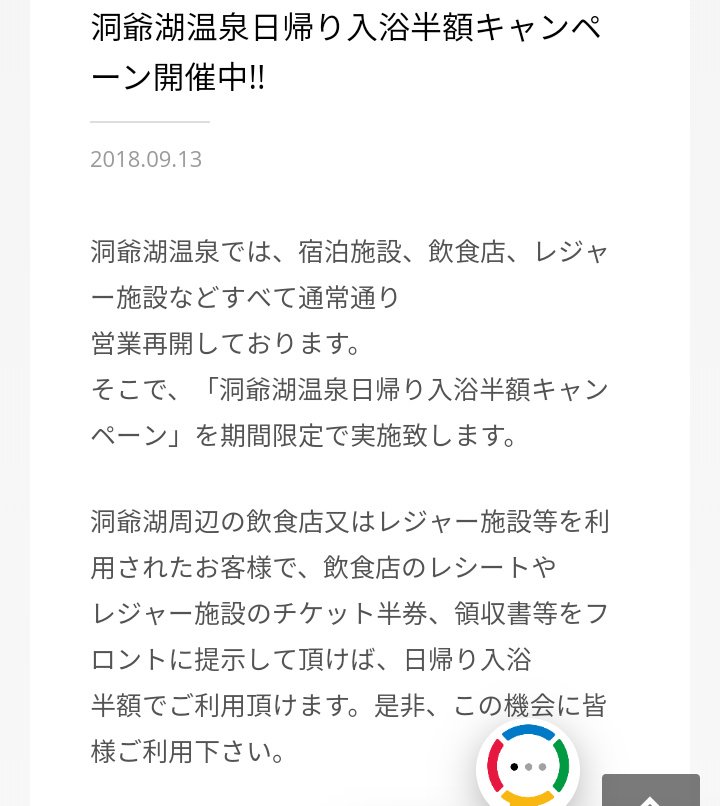 洞爺湖温泉日帰り入浴半額キャンペ
ーン開催中!!
2018.09.13
洞爺湖温泉では、宿泊施設、飲食店、レジャ
ー施設などすべて通常通り
営業再開しております。
そこで、「洞爺湖温泉日帰り入浴半額キャン
ペーン」を期間限定で実施致します。
洞爺湖周辺の飲食店又はレジャー施設等を利
用されたお客様で、飲食店のレシートや
レジャー施設のチケット半券、領収書等をフ
ロントに提示して頂けば、日帰り入浴
半額でご利用頂けます。是非、この機会に皆
様ご利用下さい。